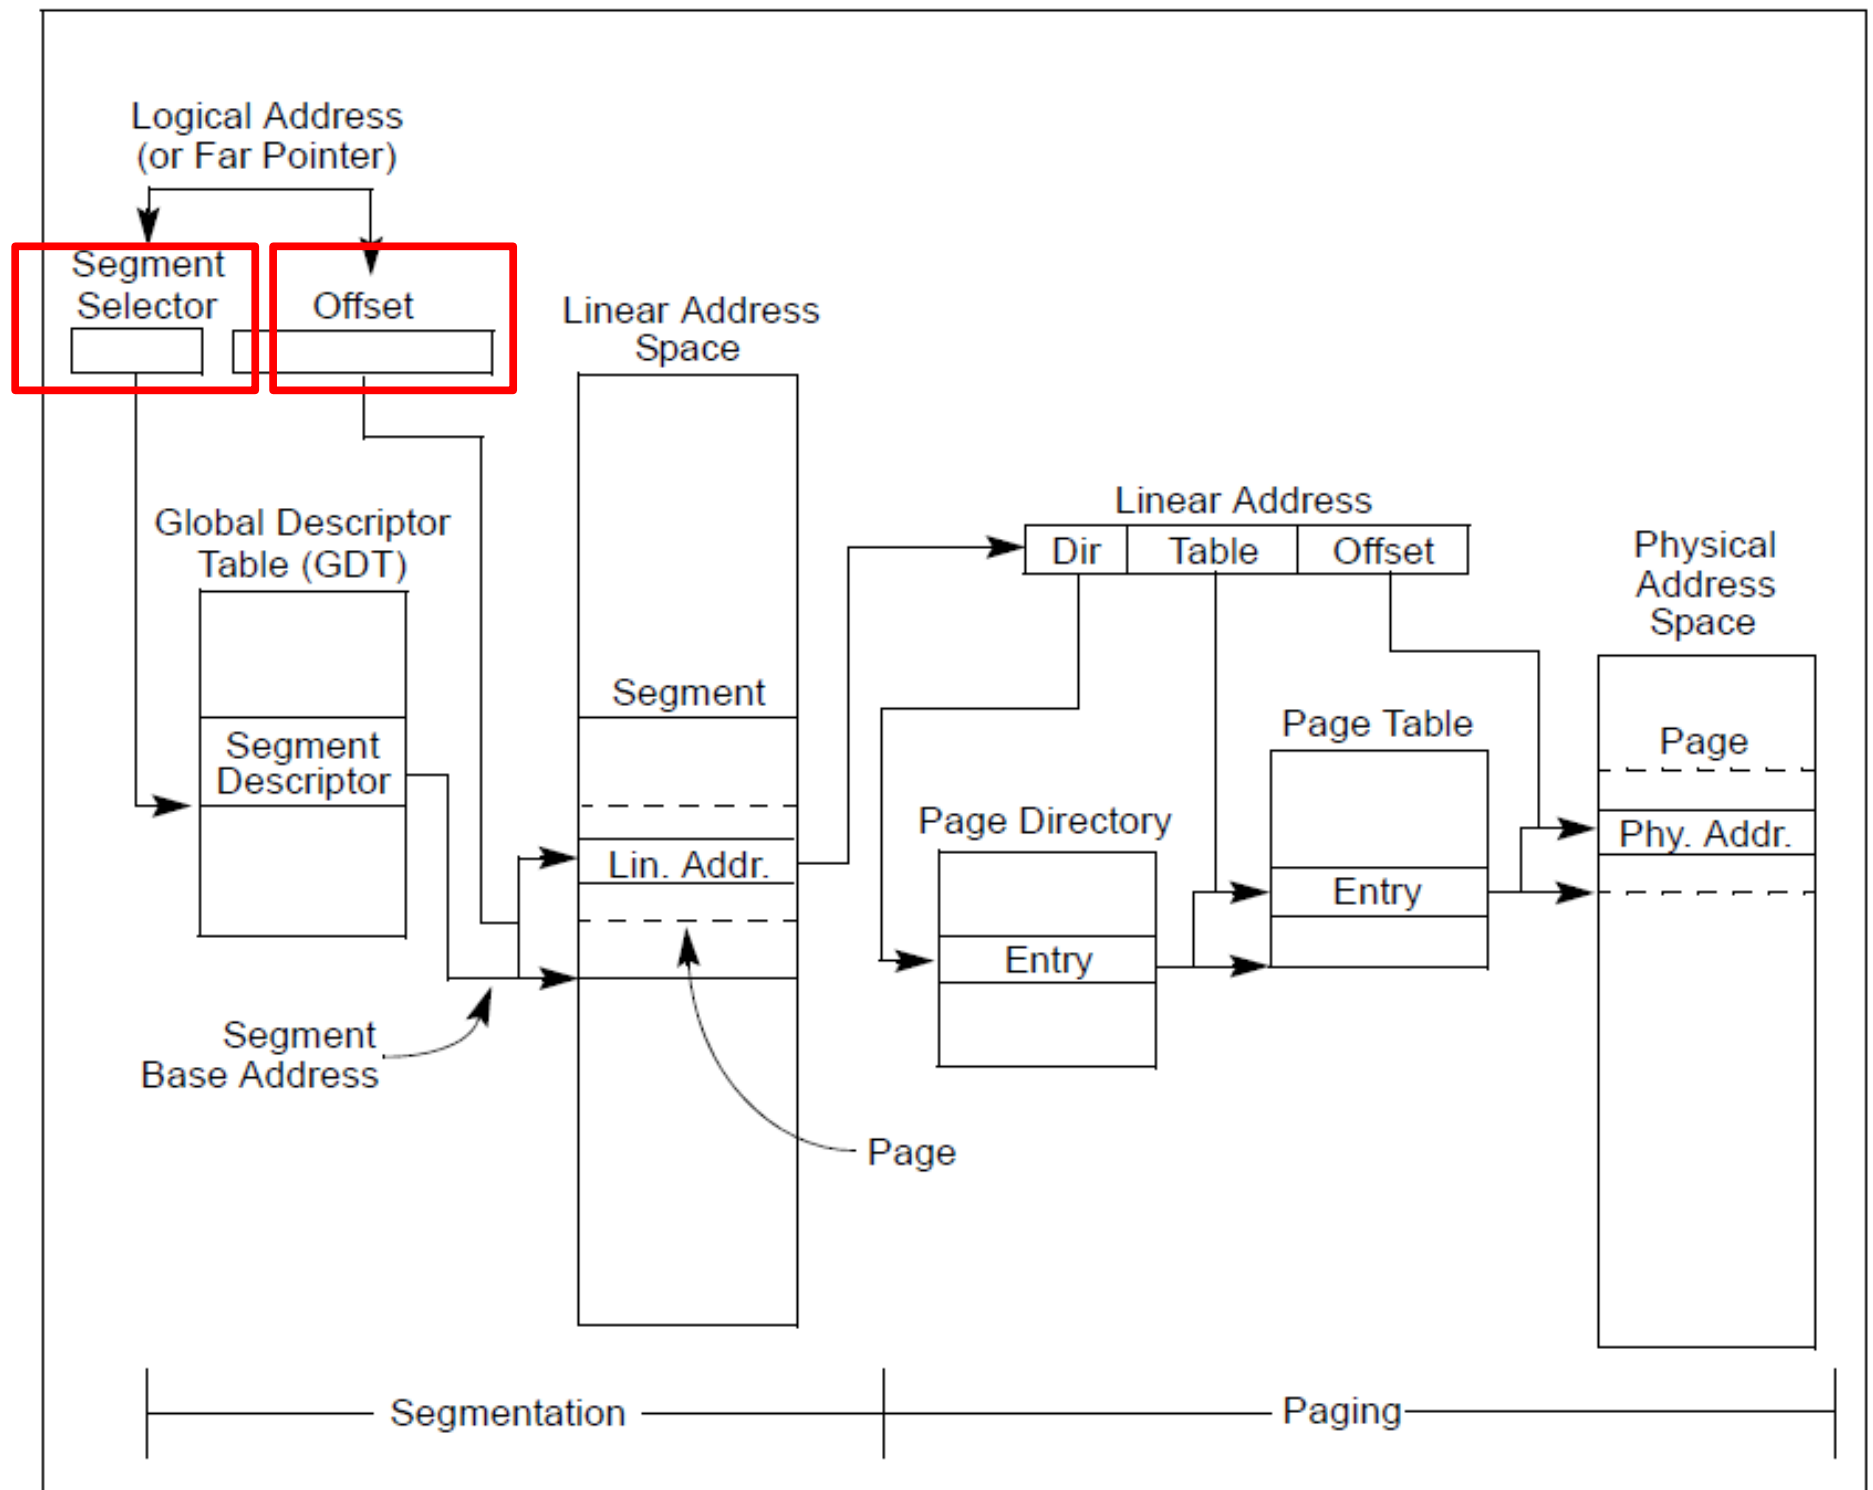 Logical Address
(or Far Pointer)
Segment
Selector
Offset
Linear Address
Space
Global Descriptor
Table (GDT)
Segment
Descriptor
Segment
Lin. Addr.
Segment
Base Address
Page
Linear Address
Dir
Table
Offset
Page Directory
Entry
Page Table
Entry
Physical
Address
Space
Page
Phy. Addr.
Segmentation
Paging